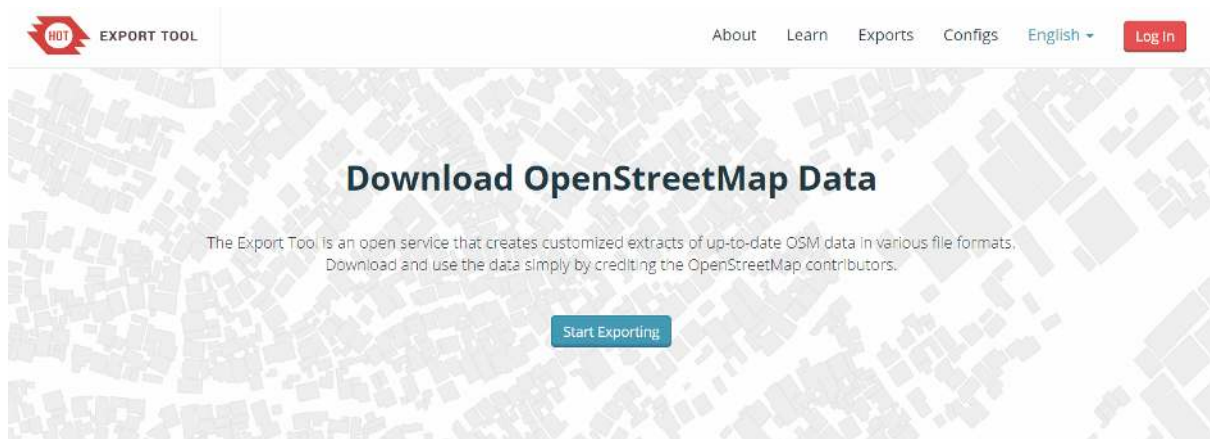 HOT EXPORT TOOL About Learn Exports Configs English Log In
Download OpenStreetMap Data
The Export Tool is an open service that creates customized extracts of up-to-date OSM data in various file formats.
Download and use the data simply by crediting the OpenStreetMap contributors.
Start Exporting